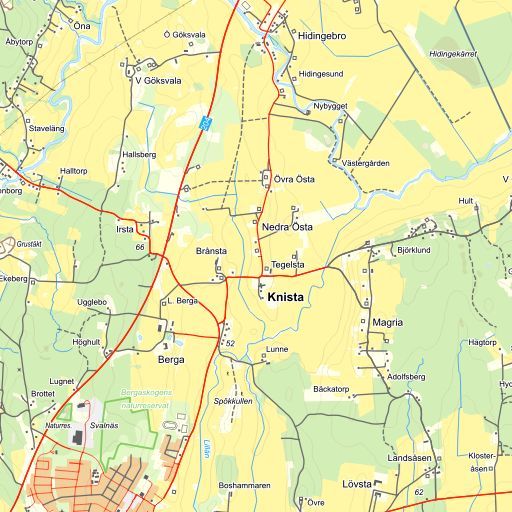 Åbytorp
Ö Göksvala
V Göksvala
Hidingebro
Hidingekärret
Hidingesund
Nybygget
Staveläng
Hallsberg
Halltorp
Västergården
Övra Östa
V
enborg
Hult
Irsta
Nedra Östa
Grustäkt
66
Brånsta
Björklund
Tegelsta
Ekeberg
Ugglebo
L. Berga
Knista
Magria
Höghult
52
Hagtorp
Berga
Lunne
Lugnet
Adolfsberg
Brottet
Bergaskogens
naturreservat
Bäckatorp
Hy
Spökkullen
Naturres.
Svalnäs
Lillån
Landsåsen
Kloster-
åsen
Boshammaren
Lövsta
62
Övre